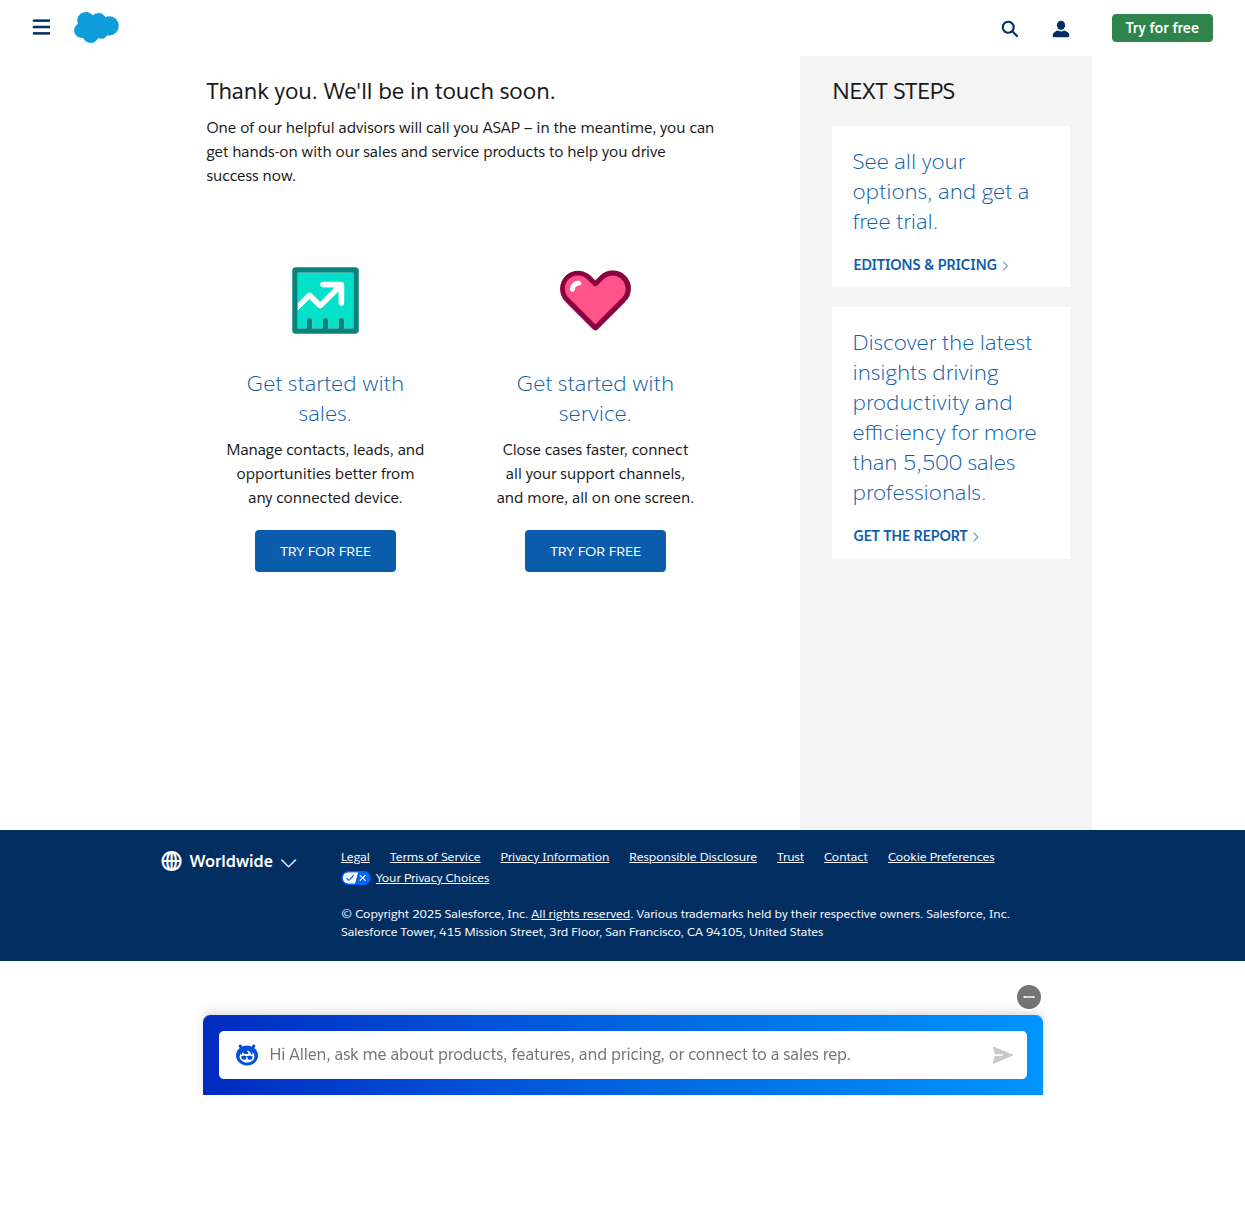 Try for free
Thank you. We'll be in touch soon.
One of our helpful advisors will call you ASAP – in the meantime, you can
get hands-on with our sales and service products to help you drive
success now.
Get started with
sales.
Manage contacts, leads, and
opportunities better from
any connected device.
TRY FOR FREE
Get started with
service.
Close cases faster, connect
all your support channels,
and more, all on one screen.
TRY FOR FREE
NEXT STEPS
See all your
options, and get a
free trial.
EDITIONS & PRICING
Discover the latest
insights driving
productivity and
efficiency for more
than 5,500 sales
professionals.
GET THE REPORT
Worldwide
Legal Terms of Service Privacy Information Responsible Disclosure Trust Contact Cookie Preferences
Your Privacy Choices
© Copyright 2025 Salesforce, Inc. All rights reserved. Various trademarks held by their respective owners. Salesforce, Inc.
Salesforce Tower, 415 Mission Street, 3rd Floor, San Francisco, CA 94105, United States
Hi Allen, ask me about products, features, and pricing, or connect to a sales rep.